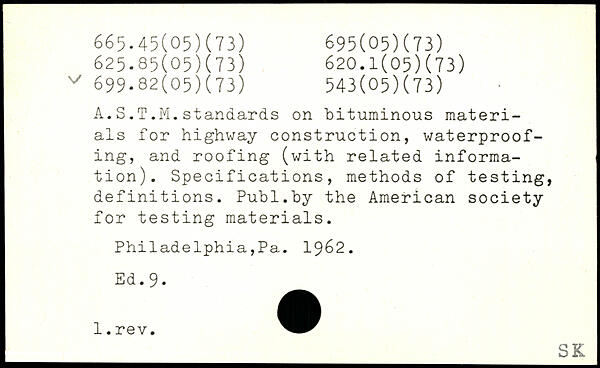 665.45(05)(73) 695(05)(73)
625.85(05)(73) 620.1(05)(73)
699.82(05)(73) 543(05)(73)
A.S.T.M.standards on bituminous materi-
als for highway construction, waterproof-
ing, and roofing (with related informa-
tion). Specifications, methods of testing,
definitions. Publ.by the American society
for testing materials.
Philadelphia,Pa. 1962.
Ed.9.
1.rev.
SK